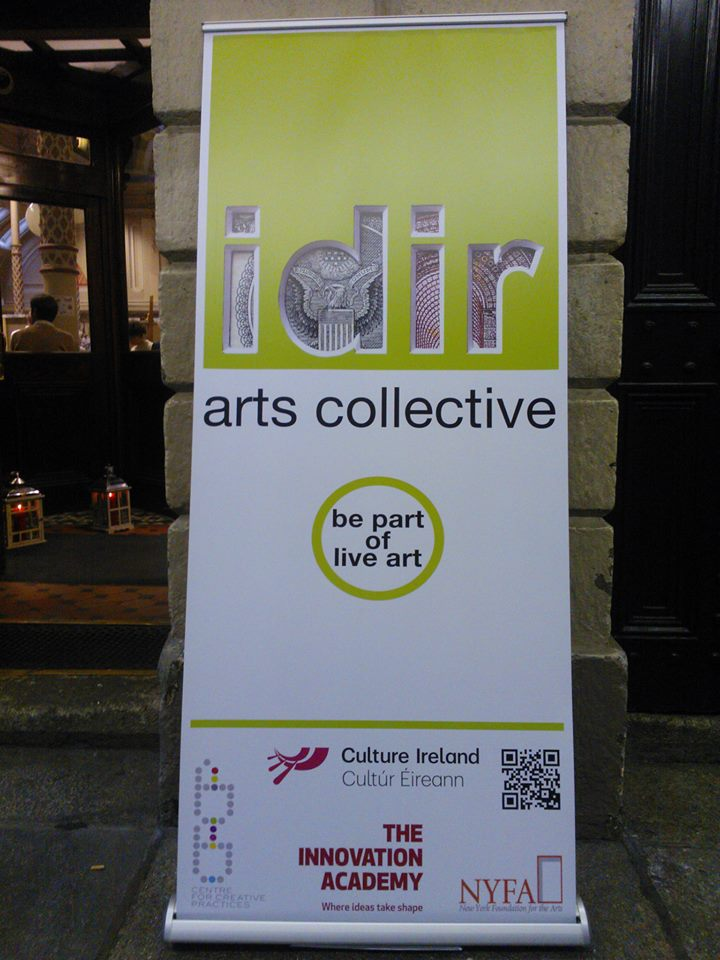 idir
arts collective
be part
of
live art
Culture Ireland
Cultúr Éireann
CENTRE
FOR CREATIVE
PRACTICES
THE
INNOVATION
ACADEMY
Where ideas take shape
NYFA
New York Foundation for the Arts